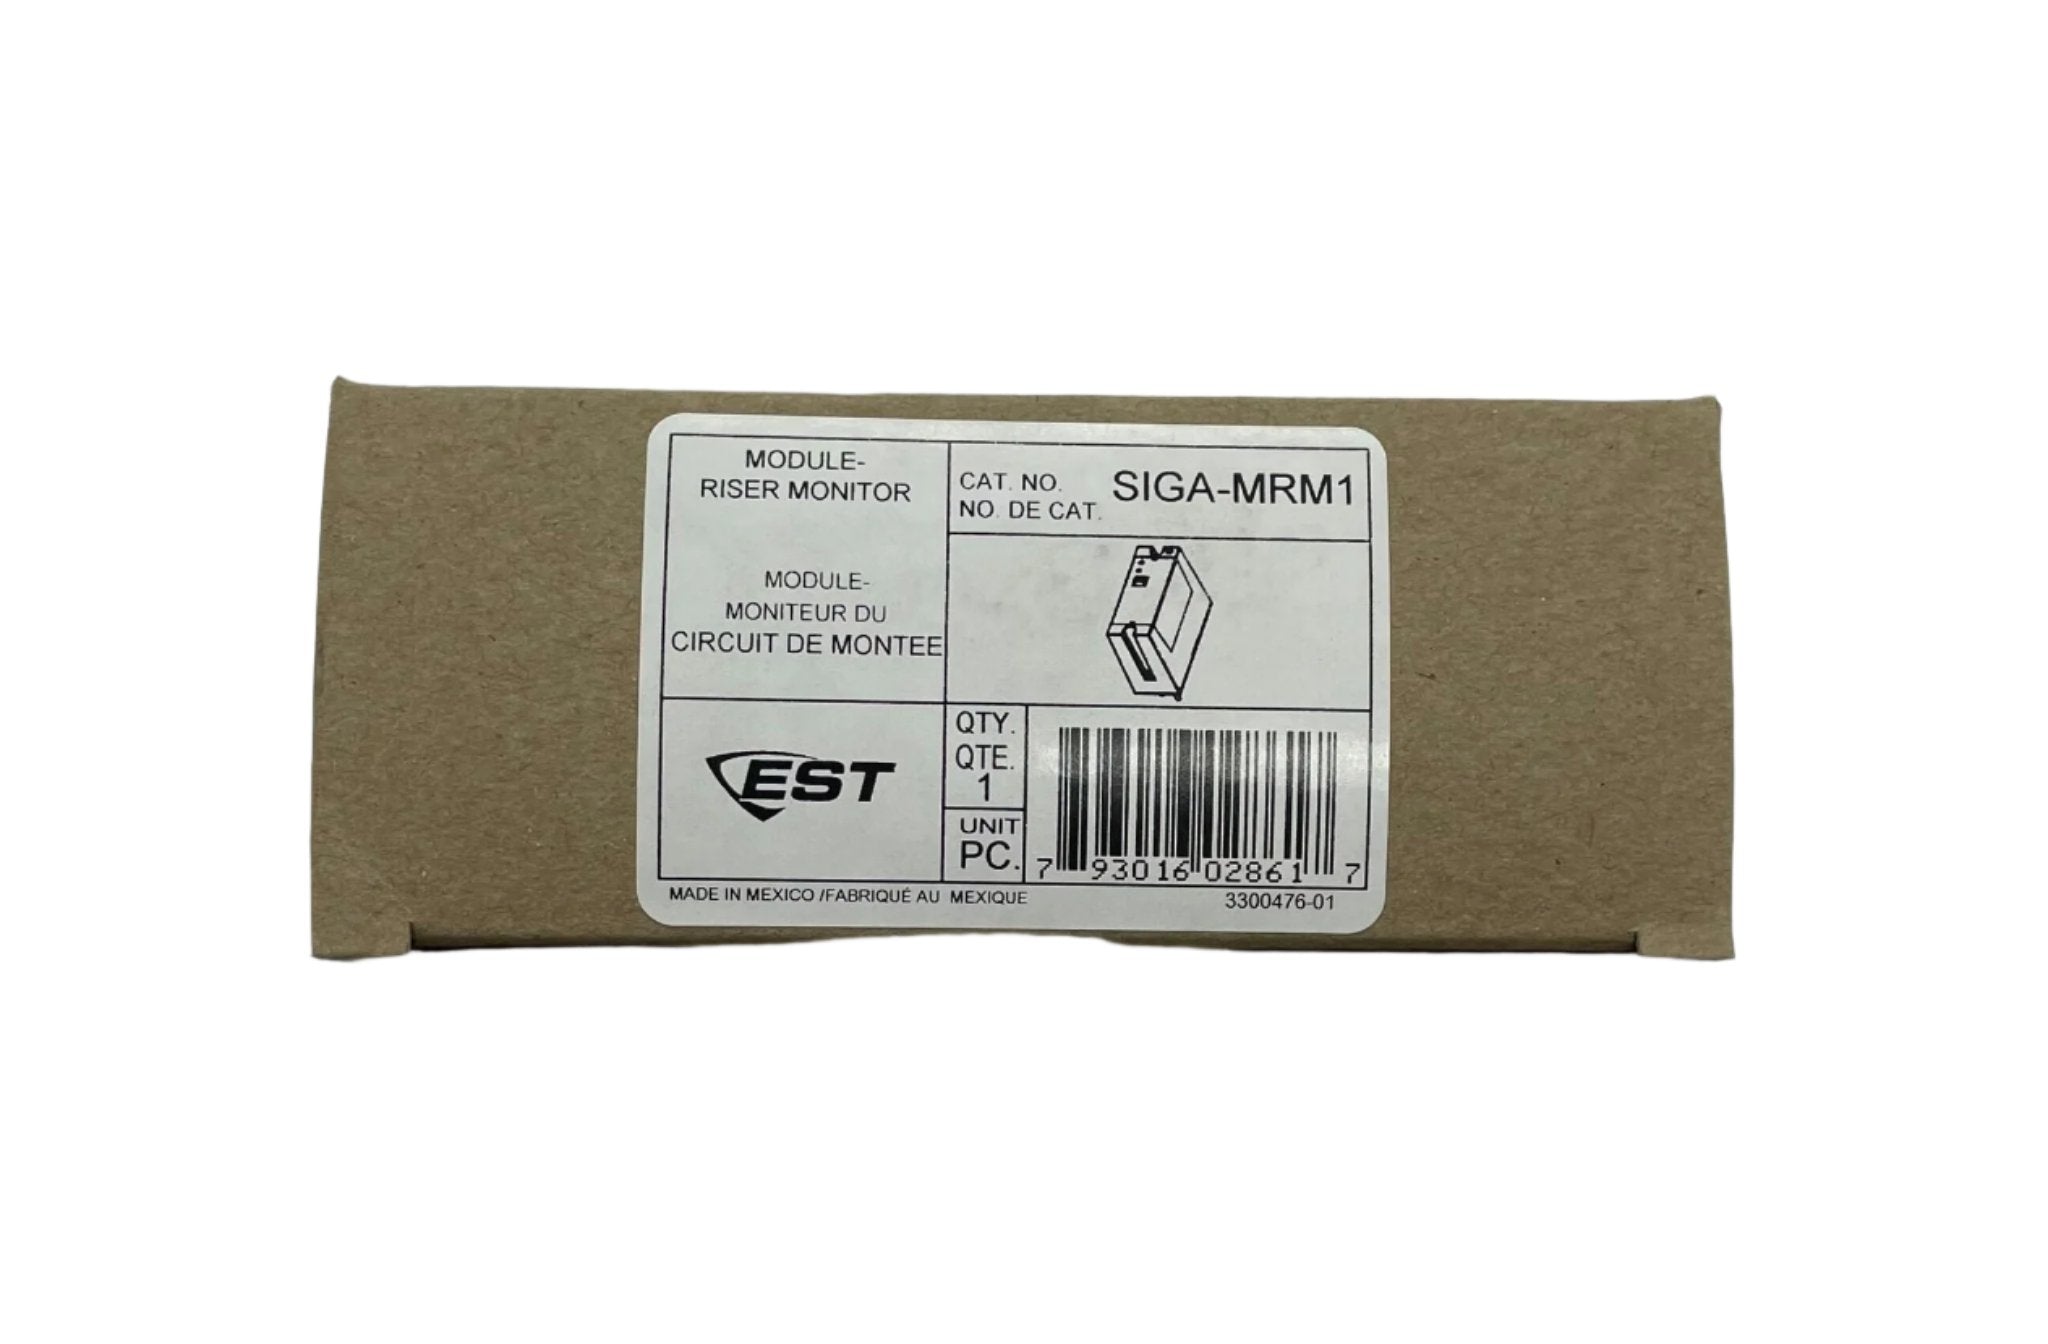 MODULE-
RISER MONITOR
MODULE-
MONITEUR DU
CIRCUIT DE MONTEE
CAT. NO.
NO. DE CAT.
SIGA-MRM1
EST
QTY.
QTE.
1
UNIT
PC.
7 93016 02861 7
MADE IN MEXICO /FABRIQUÉ AU MEXIQUE
3300476-01